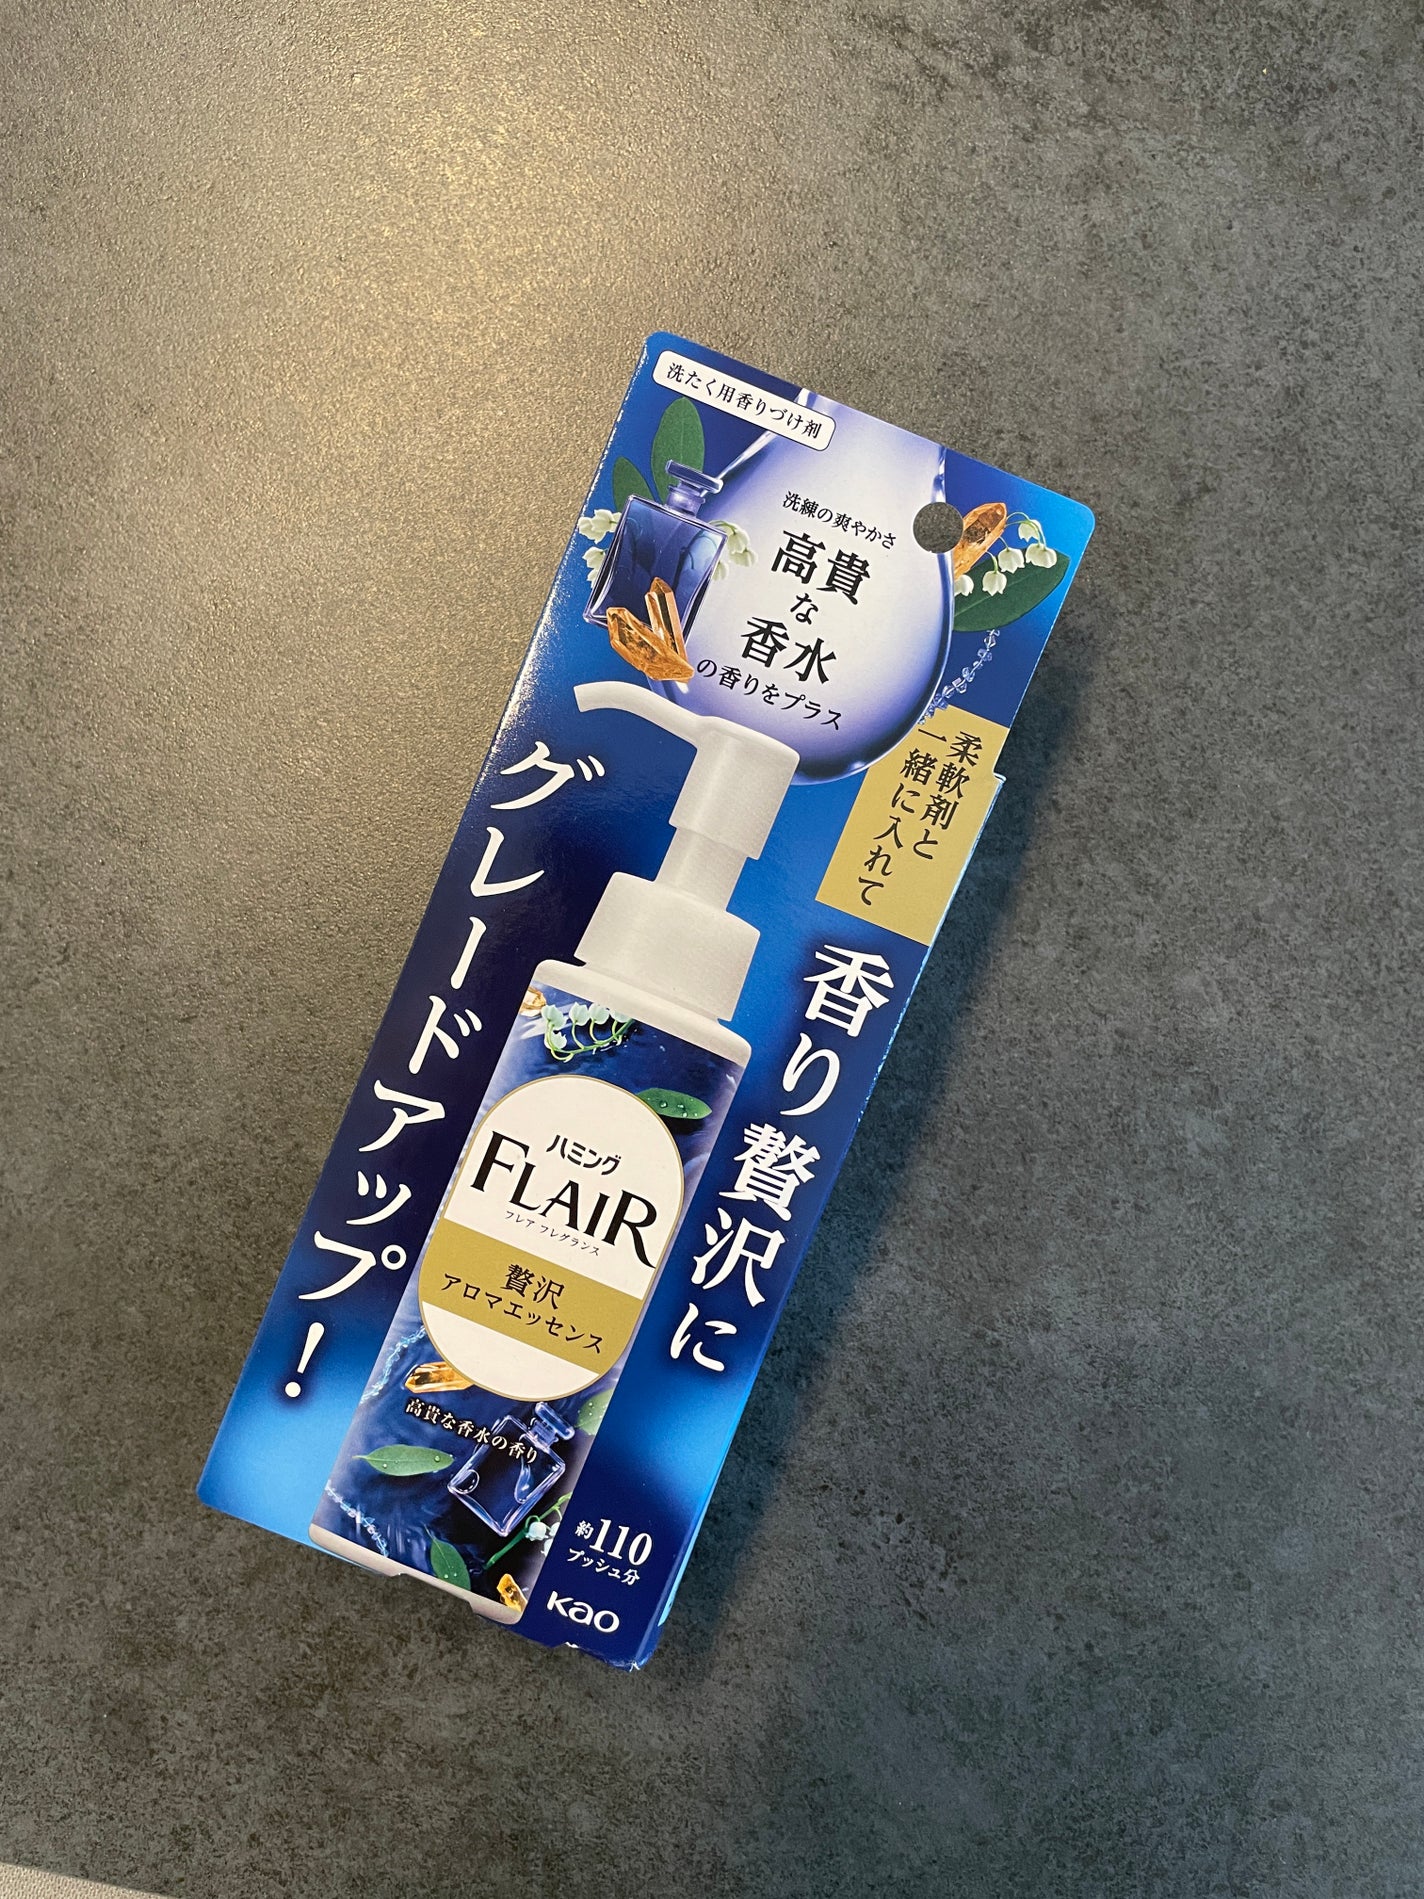 洗たく用香りづけ剤
洗練の爽やかさ
高貴
な
香水
の香りをプラス
柔軟剤と
一緒に入れて
香り贅沢に
グレードアップ!
ハミング
FLAIR
フレア フレグランス
贅沢
アロマエッセンス
高貴な香水の香り
約110
プッシュ分
Kao